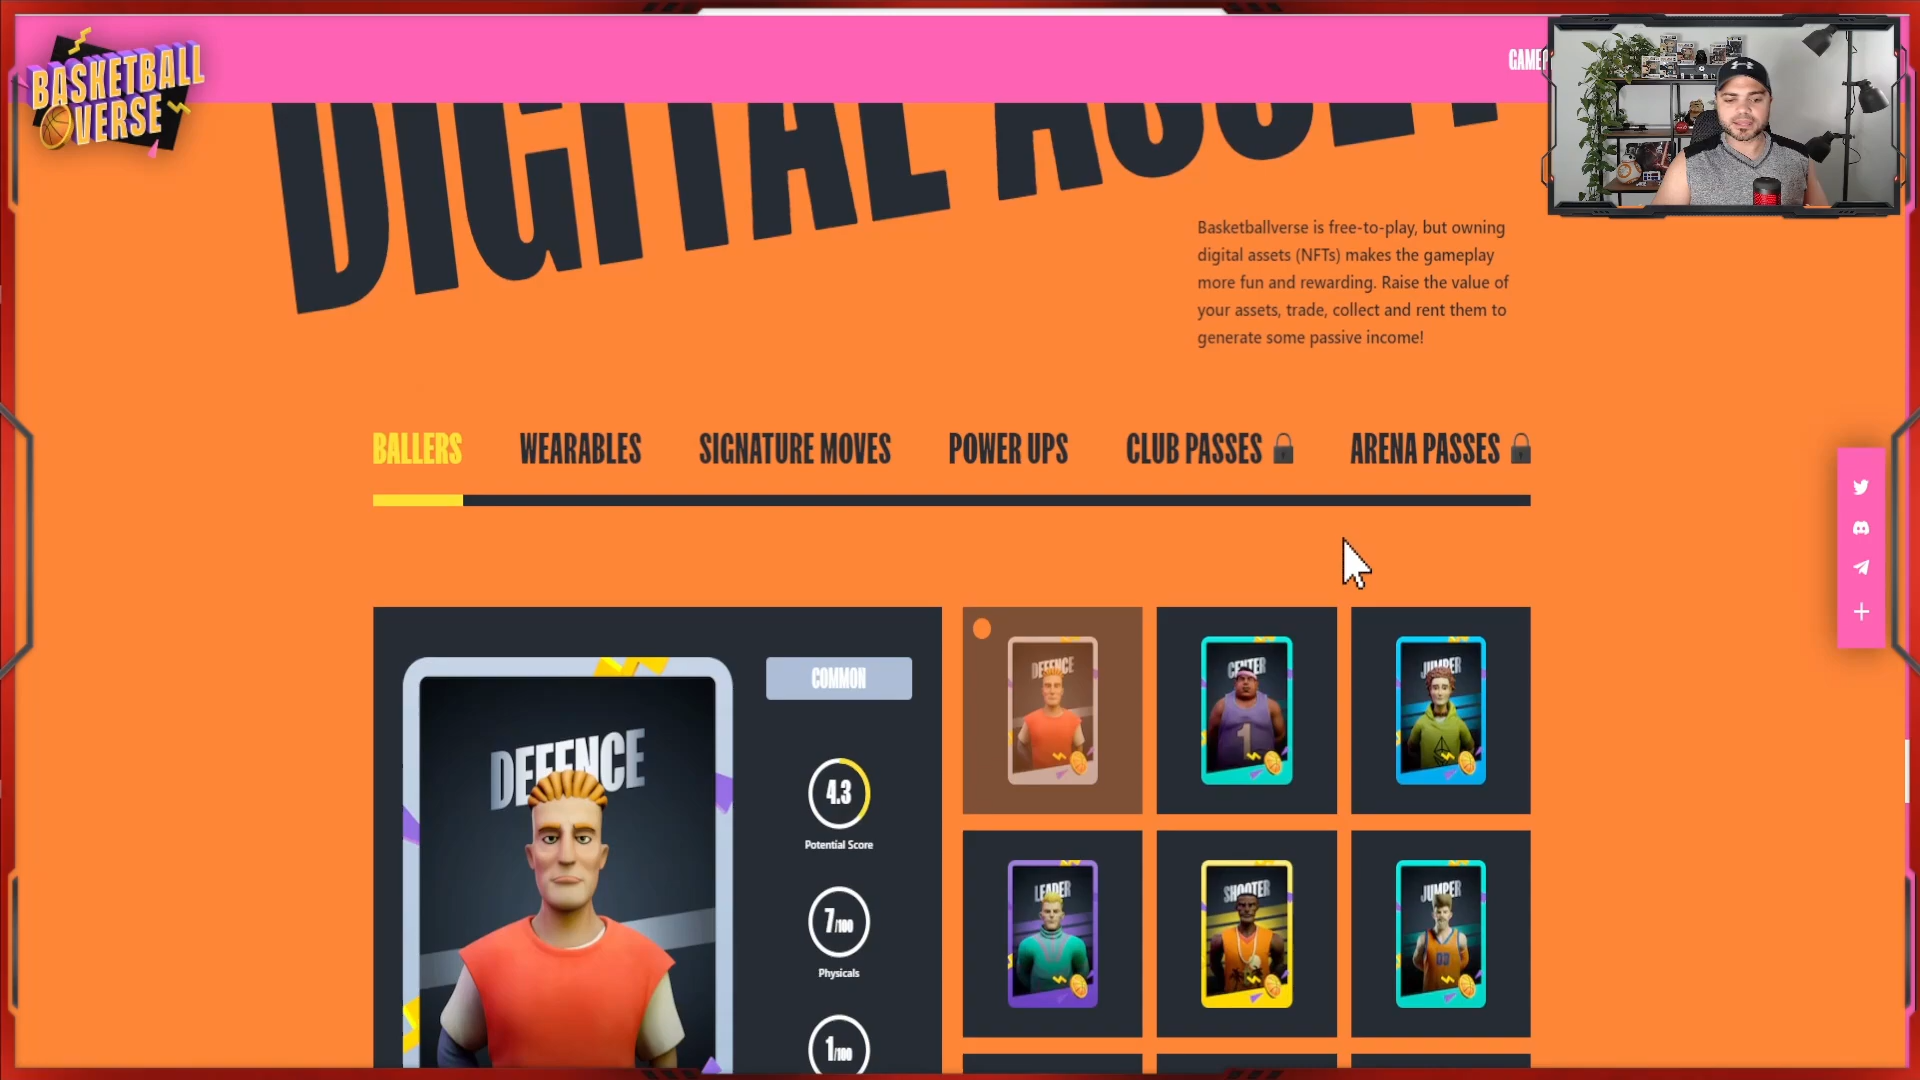 BASKETBALL
VERSE
DIGITAL
Basketballverse is free-to-play, but owning
digital assets (NFTs) makes the gameplay
more fun and rewarding. Raise the value of
your assets, trade, collect and rent them to
generate some passive income!
BALLERS WEARABLES SIGNATURE MOVES POWER UPS CLUB PASSES ARENA PASSES
DEFENCE
COMMON
4.3
Potential Score
7/100
Physicals
1/100
DEFENCE CENTER JUMPER
1
LEADER SHOOTER JUMPER